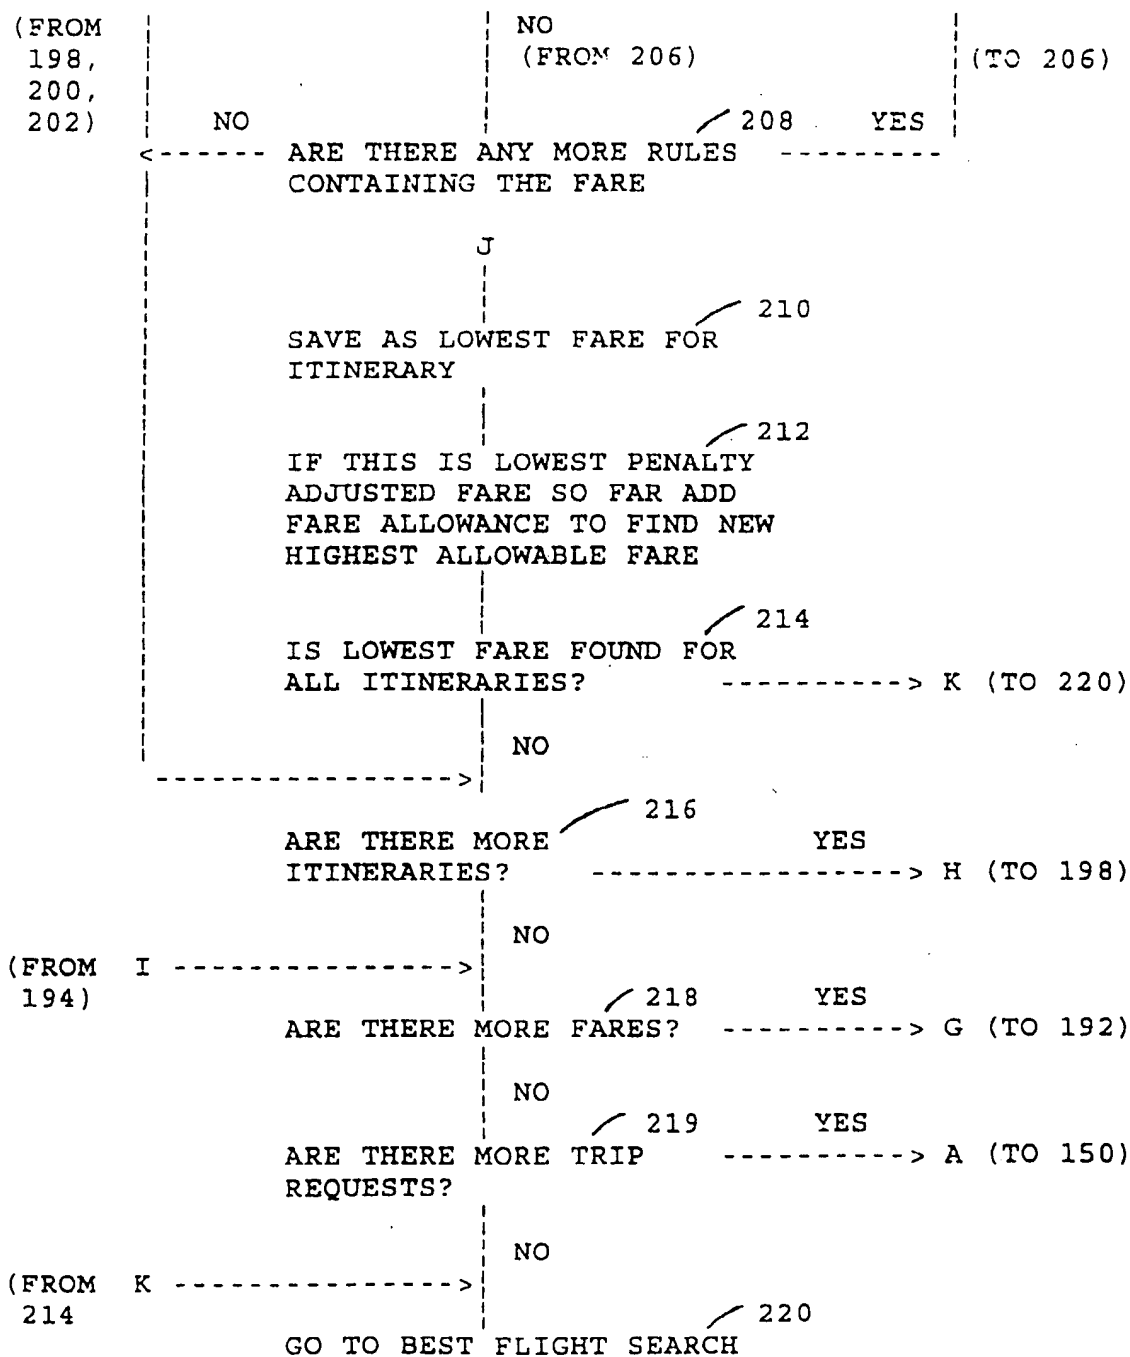 (FROM
198,
200,
202)
NO
(FROM 206)
(TO 206)
NO
208
YES
<------ ARE THERE ANY MORE RULES ---------
CONTAINING THE FARE
J
210
SAVE AS LOWEST FARE FOR
ITINERARY
212
IF THIS IS LOWEST PENALTY
ADJUSTED FARE SO FAR ADD
FARE ALLOWANCE TO FIND NEW
HIGHEST ALLOWABLE FARE
214
IS LOWEST FARE FOUND FOR
ALL ITINERARIES? ----------> K (TO 220)
NO
216
ARE THERE MORE YES
ITINERARIES? -----------------> H (TO 198)
NO
(FROM I --------------->
194)
218 YES
ARE THERE MORE FARES? ----------> G (TO 192)
NO
219 YES
ARE THERE MORE TRIP ----------> A (TO 150)
REQUESTS?
NO
(FROM K --------------->
214
220
GO TO BEST FLIGHT SEARCH